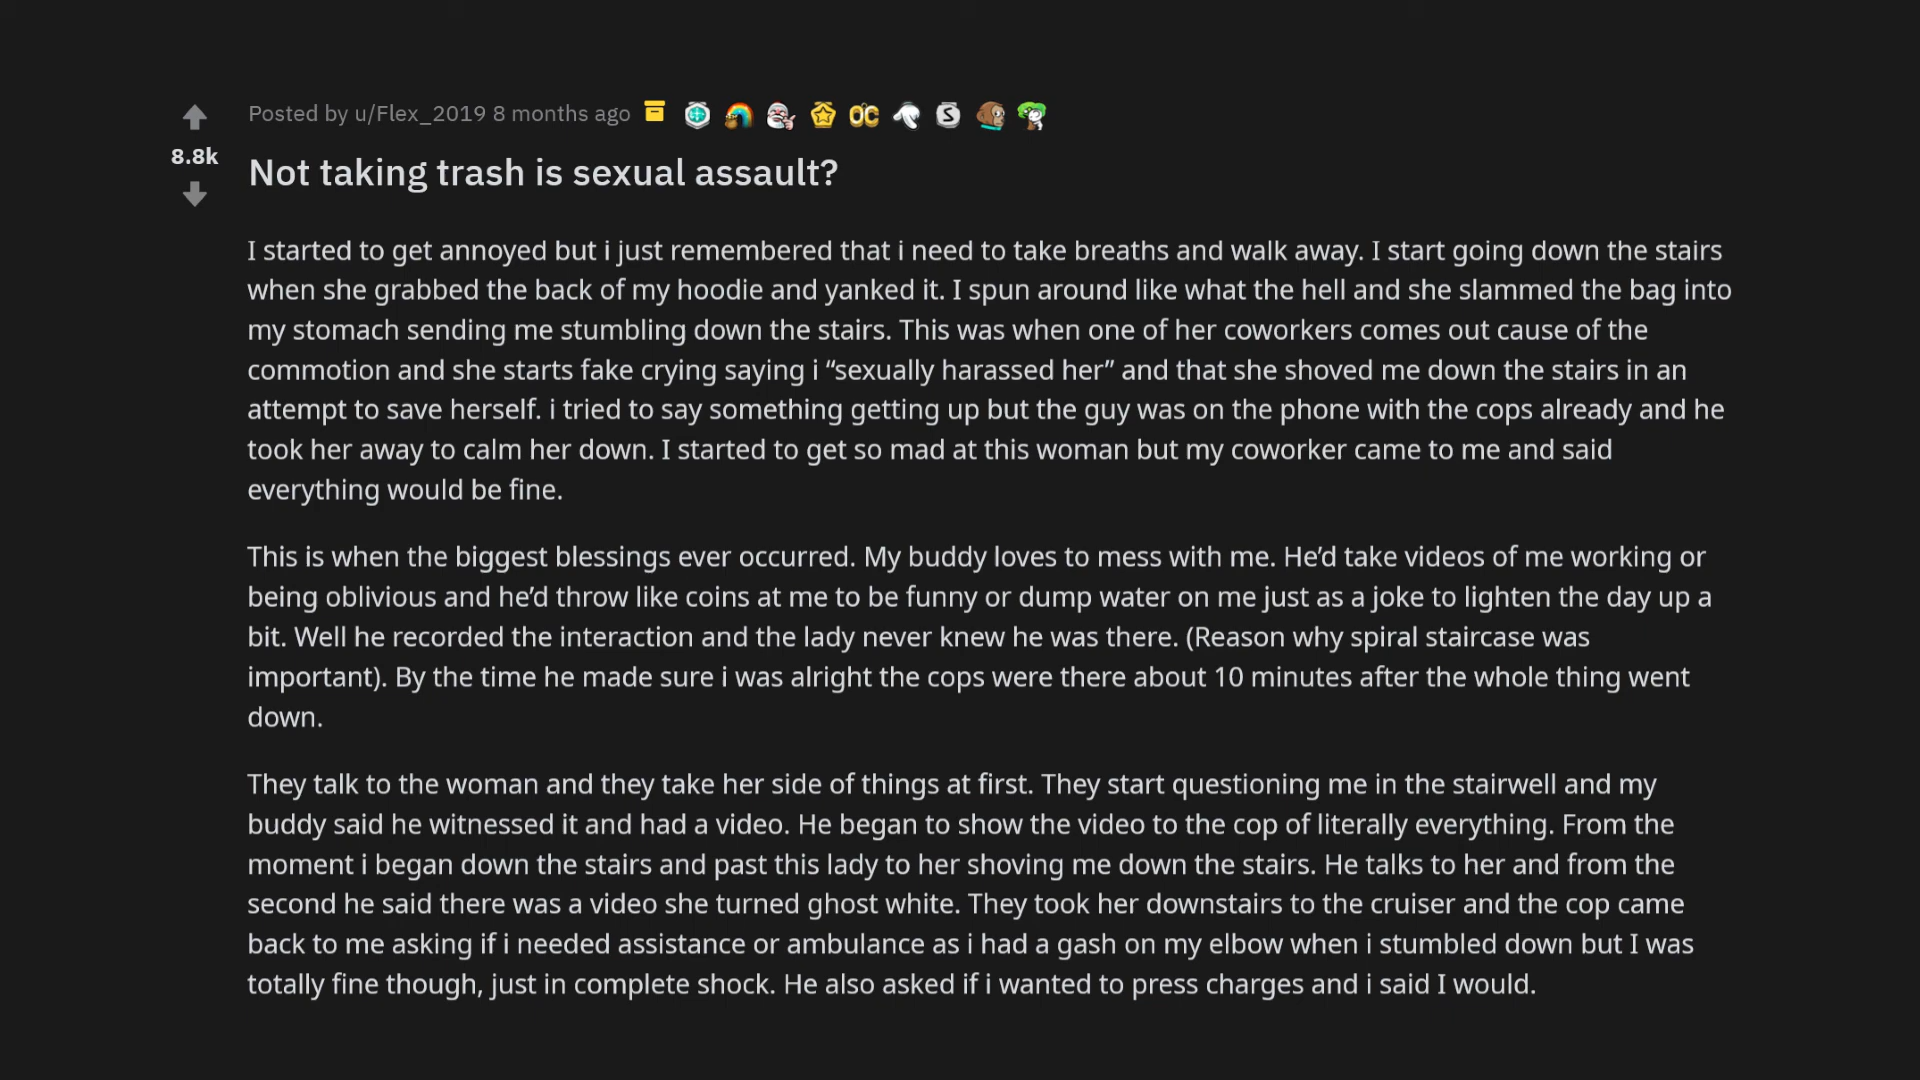 Posted by u/Flex_2019 8 months ago
8.8k
Not taking trash is sexual assault?
I started to get annoyed but i just remembered that i need to take breaths and walk away. I start going down the stairs
when she grabbed the back of my hoodie and yanked it. I spun around like what the hell and she slammed the bag into
my stomach sending me stumbling down the stairs. This was when one of her coworkers comes out cause of the
commotion and she starts fake crying saying i “sexually harassed her” and that she shoved me down the stairs in an
attempt to save herself. i tried to say something getting up but the guy was on the phone with the cops already and he
took her away to calm her down. I started to get so mad at this woman but my coworker came to me and said
everything would be fine.
This is when the biggest blessings ever occurred. My buddy loves to mess with me. He’d take videos of me working or
being oblivious and he’d throw like coins at me to be funny or dump water on me just as a joke to lighten the day up a
bit. Well he recorded the interaction and the lady never knew he was there. (Reason why spiral staircase was
important). By the time he made sure i was alright the cops were there about 10 minutes after the whole thing went
down.
They talk to the woman and they take her side of things at first. They start questioning me in the stairwell and my
buddy said he witnessed it and had a video. He began to show the video to the cop of literally everything. From the
moment i began down the stairs and past this lady to her shoving me down the stairs. He talks to her and from the
second he said there was a video she turned ghost white. They took her downstairs to the cruiser and the cop came
back to me asking if i needed assistance or ambulance as i had a gash on my elbow when i stumbled down but I was
totally fine though, just in complete shock. He also asked if i wanted to press charges and i said I would.